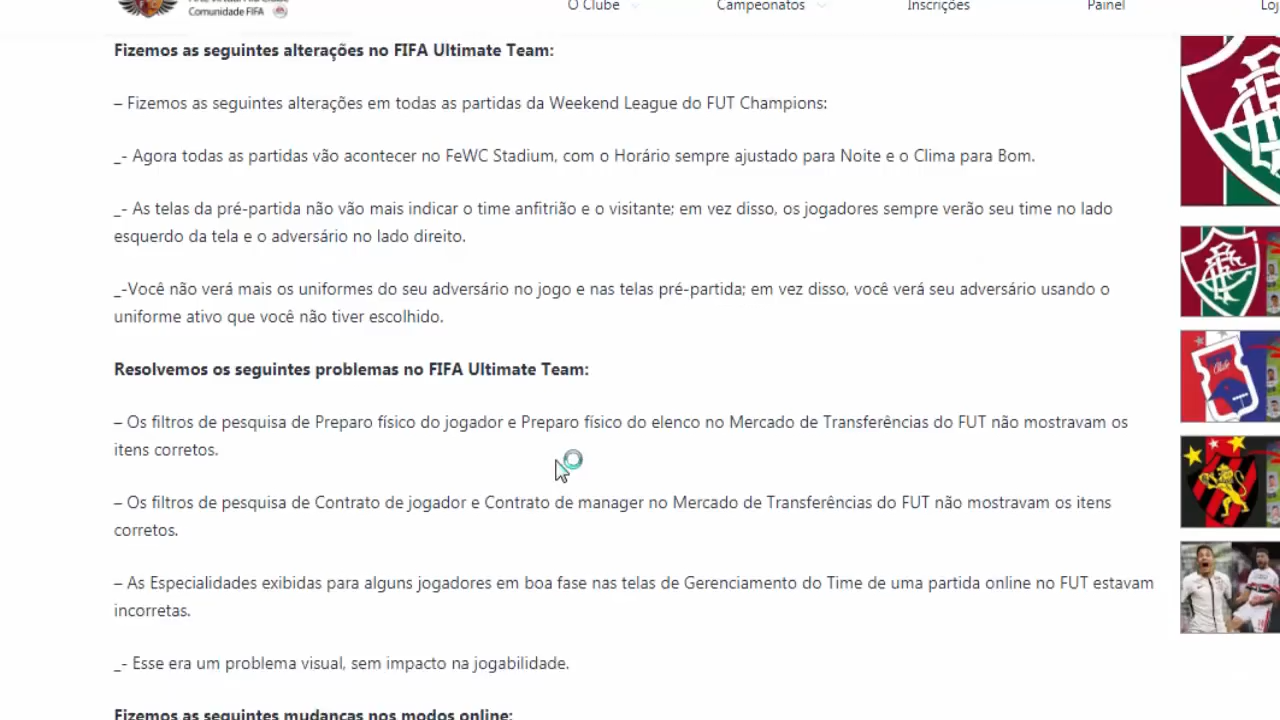 Comunidade FIFA
O Clube
Campeonatos
Inscrições
Painel
Fizemos as seguintes alterações no FIFA Ultimate Team:
– Fizemos as seguintes alterações em todas as partidas da Weekend League do FUT Champions:
_- Agora todas as partidas vão acontecer no FeWC Stadium, com o Horário sempre ajustado para Noite e o Clima para Bom.
_- As telas da pré-partida não vão mais indicar o time anfitrião e o visitante; em vez disso, os jogadores sempre verão seu time no lado
esquerdo da tela e o adversário no lado direito.
_-Você não verá mais os uniformes do seu adversário no jogo e nas telas pré-partida; em vez disso, você verá seu adversário usando o
uniforme ativo que você não tiver escolhido.
Resolvemos os seguintes problemas no FIFA Ultimate Team:
– Os filtros de pesquisa de Preparo físico do jogador e Preparo físico do elenco no Mercado de Transferências do FUT não mostravam os
itens corretos.
– Os filtros de pesquisa de Contrato de jogador e Contrato de manager no Mercado de Transferências do FUT não mostravam os itens
corretos.
– As Especialidades exibidas para alguns jogadores em boa fase nas telas de Gerenciamento do Time de uma partida online no FUT estavam
incorretas.
_- Esse era um problema visual, sem impacto na jogabilidade.
Fizemos as seguintes mudanças nos modos online: